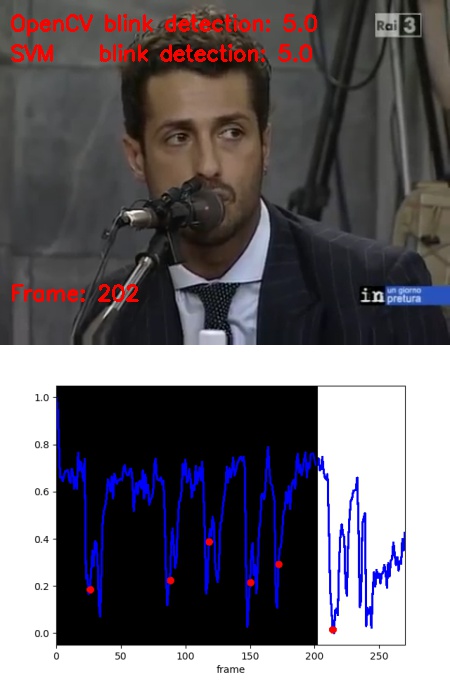 OpenCV blink detection: 5.0
Rai 3
SVM blink detection: 5.0
Frame: 202
in un giorno
pretura
1.0
0.8
0.6
0.4
0.2
0.0
0 50 100 150 200 250
frame